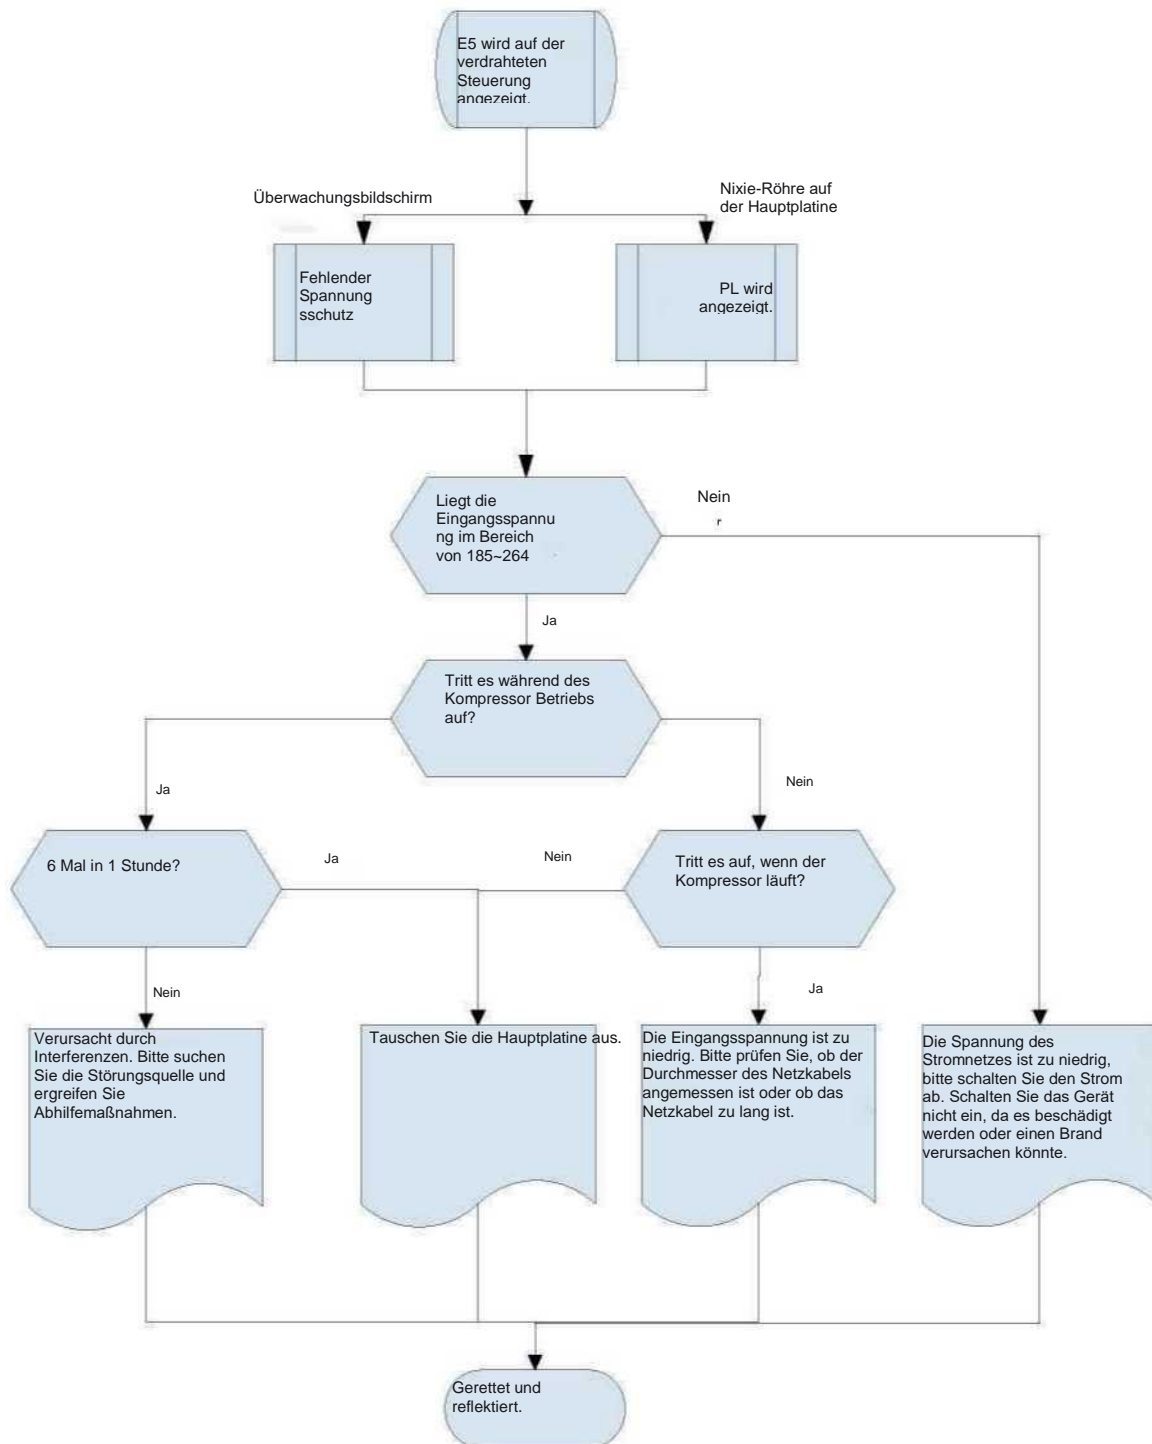 E5 wird auf der
verdrahteten
Steuerung
angezeigt.
Überwachungsbildschirm
Nixie-Röhre auf
der Hauptplatine
Fehlender
Spannung
sschutz
PL wird
angezeigt.
Liegt die
Eingangsspannu
ng im Bereich
von 185~264
Nein
r
Ja
Tritt es während des
Kompressor Betriebs
auf?
Ja
Nein
6 Mal in 1 Stunde?
Ja
Nein
Tritt es auf, wenn der
Kompressor läuft?
Nein
Ja
Verursacht durch
Interferenzen. Bitte suchen
Sie die Störungsquelle und
ergreifen Sie
Abhilfemaßnahmen.
Tauschen Sie die Hauptplatine aus.
Die Eingangsspannung ist zu
niedrig. Bitte prüfen Sie, ob der
Durchmesser des Netzkabels
angemessen ist oder ob das
Netzkabel zu lang ist.
Die Spannung des
Stromnetzes ist zu niedrig,
bitte schalten Sie den Strom
ab. Schalten Sie das Gerät
nicht ein, da es beschädigt
werden oder einen Brand
verursachen könnte.
Gerettet und
reflektiert.